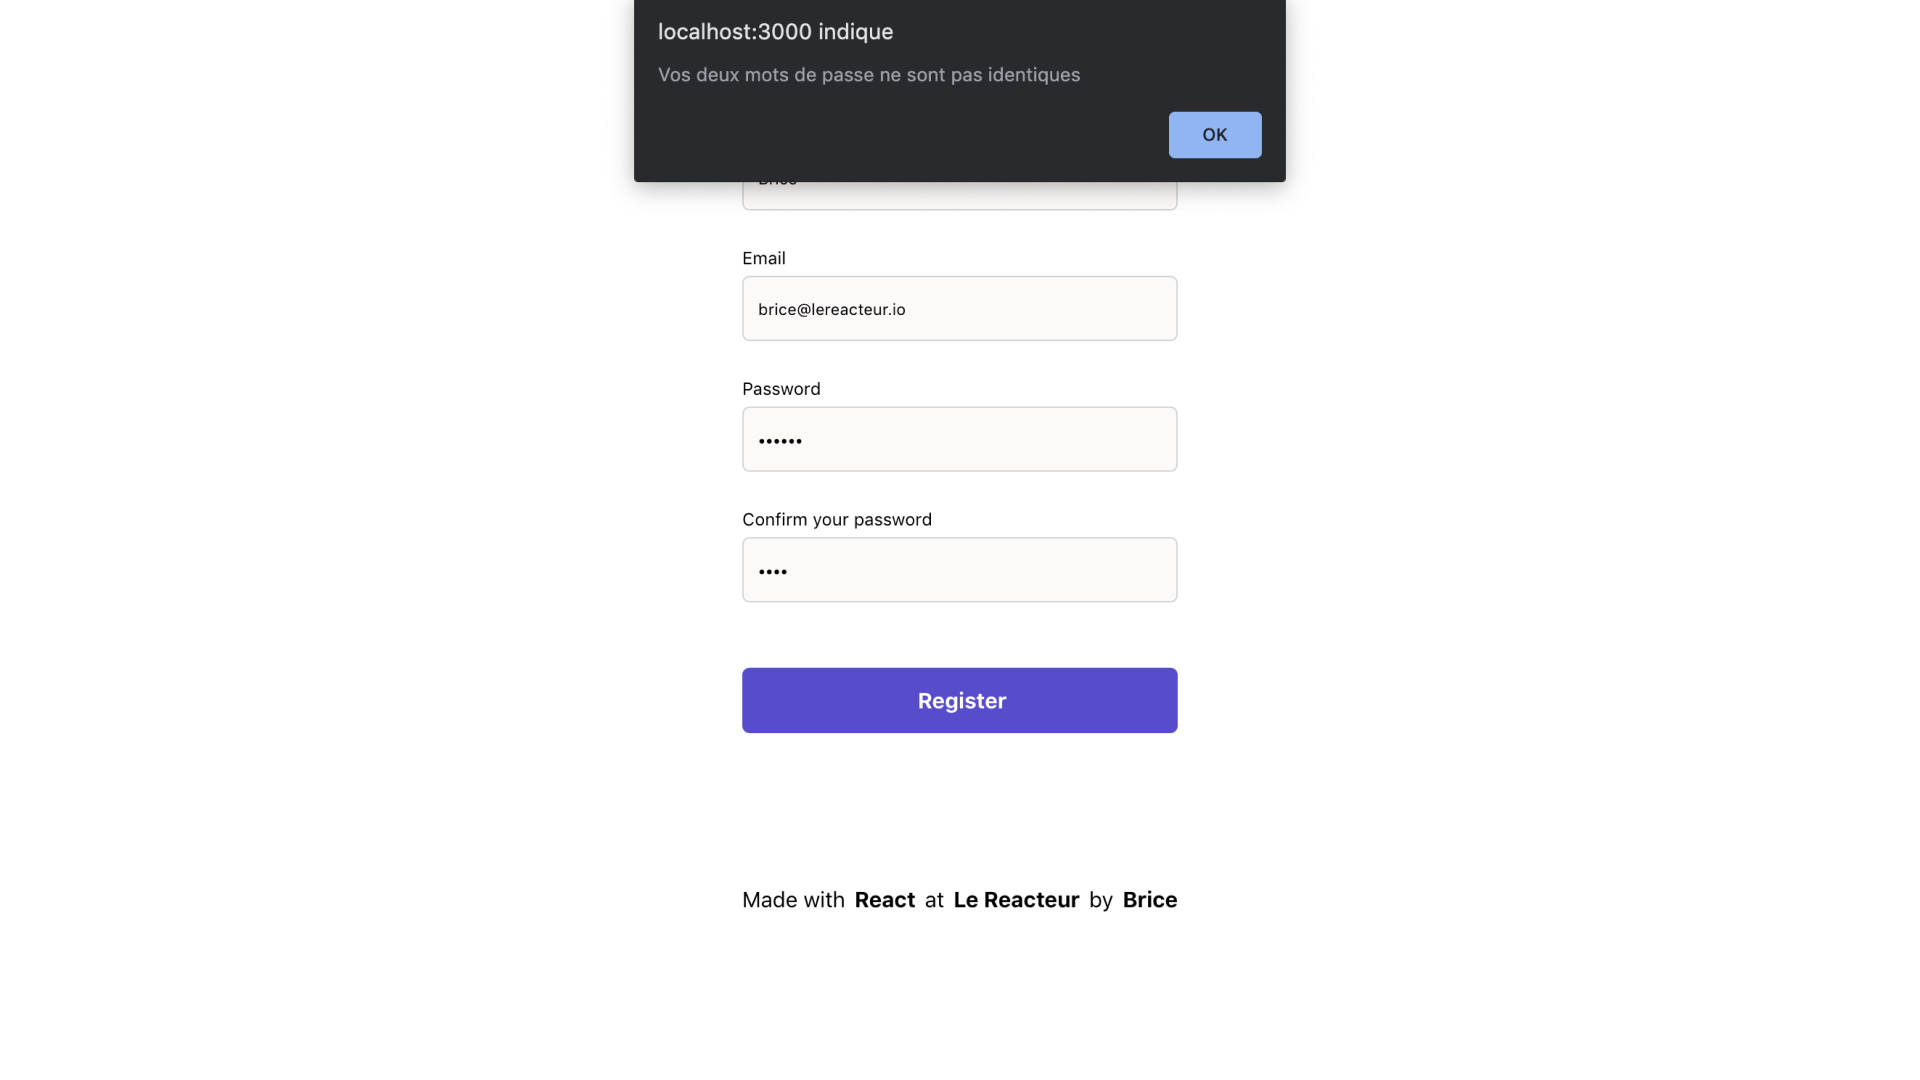 localhost:3000 indique
Vos deux mots de passe ne sont pas identiques
OK
Email
brice@lereacteur.io
Password
••••••
Confirm your password
••••
Register
Made with React at Le Reacteur by Brice